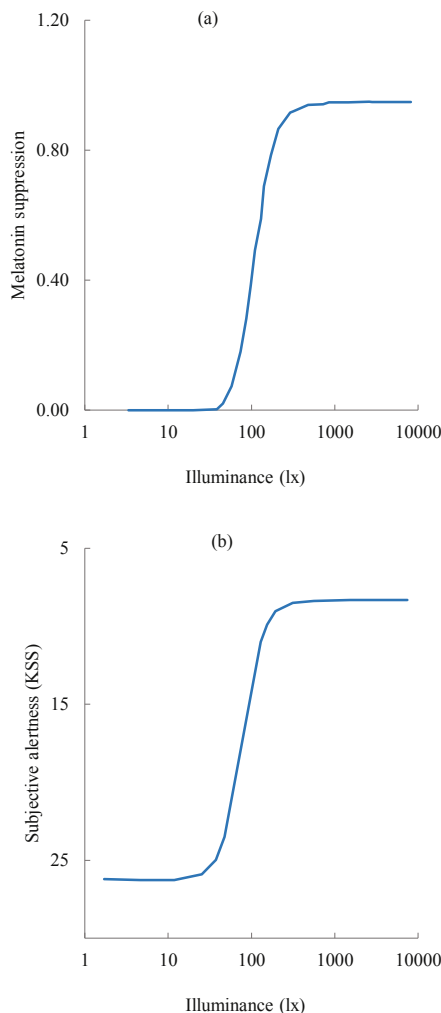 (a)
1.20
0.80
0.40
0.00
Melatonin suppression
1 10 100 1000 10000
Illuminance (lx)
(b)
5
15
25
Subjective alertness (KSS)
1 10 100 1000 10000
Illuminance (lx)